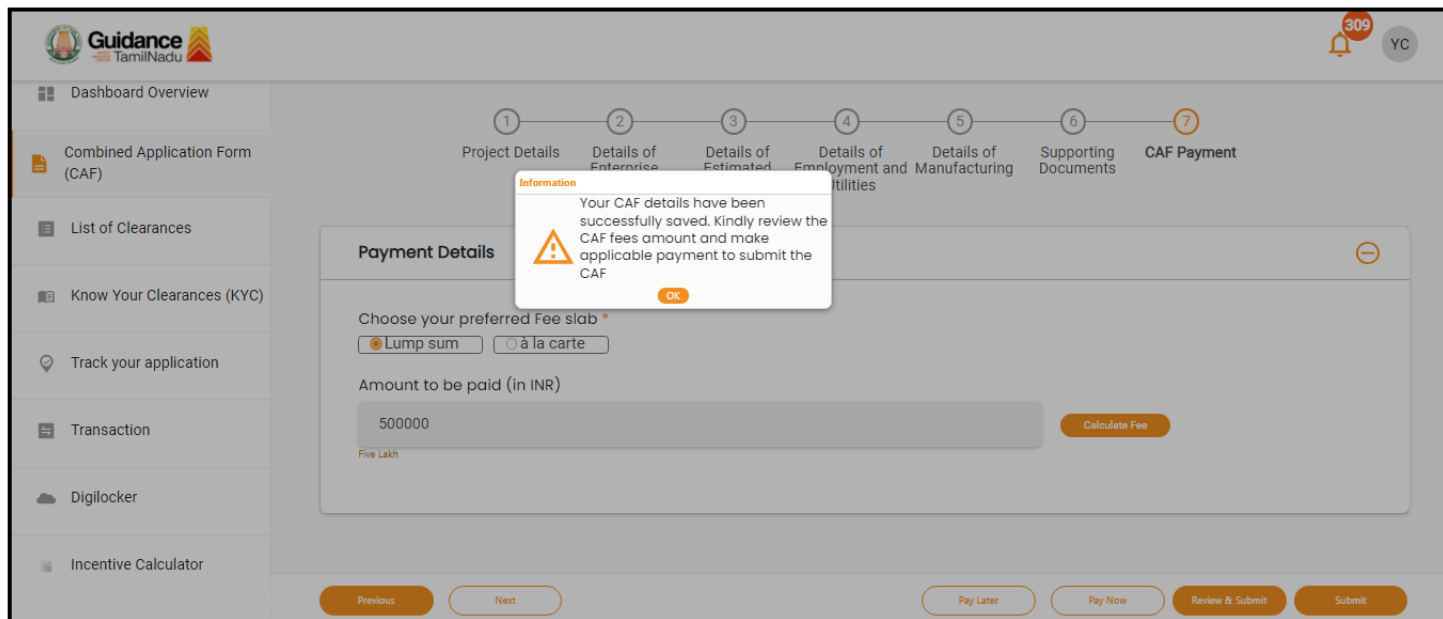 Guidance
TamilNadu
309
YC
Dashboard Overview
Combined Application Form
(CAF)
List of Clearances
Know Your Clearances (KYC)
Track your application
Transaction
Digilocker
Incentive Calculator
1
2
3
4
5
6
7
Project Details
Details of
Enterprise
Details of
Estimated
Details of
Employment and
Utilities
Details of
Manufacturing
Supporting
Documents
CAF Payment
Information
Your CAF details have been
successfully saved. Kindly review the
CAF fees amount and make
applicable payment to submit the
CAF
OK
Payment Details
Choose your preferred Fee slab *
Lump sum
à la carte
Amount to be paid (in INR)
500000
Calculate Fee
Five Lakh
Previous
Next
Pay Later
Pay Now
Review & Submit
Submit